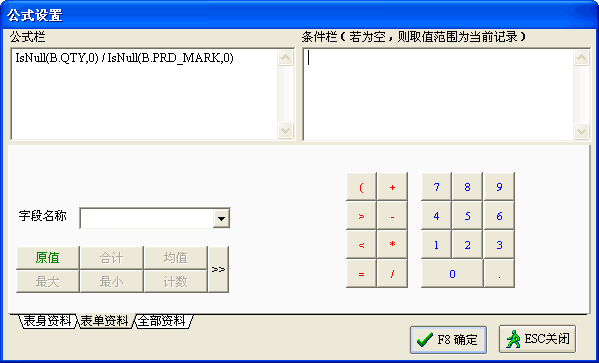 公式设置
公式栏
条件栏(若为空，则取值范围为当前记录)
IsNull(B.QTY,0) / IsNull(B.PRD_MARK,0)
( + 7 8 9
字段名称 > - 4 5 6
原值 合计 均值 >> < * 1 2 3
最大 最小 计数 = / 0 .
表身资料 表单资料 全部资料
F8 确定 ESC关闭